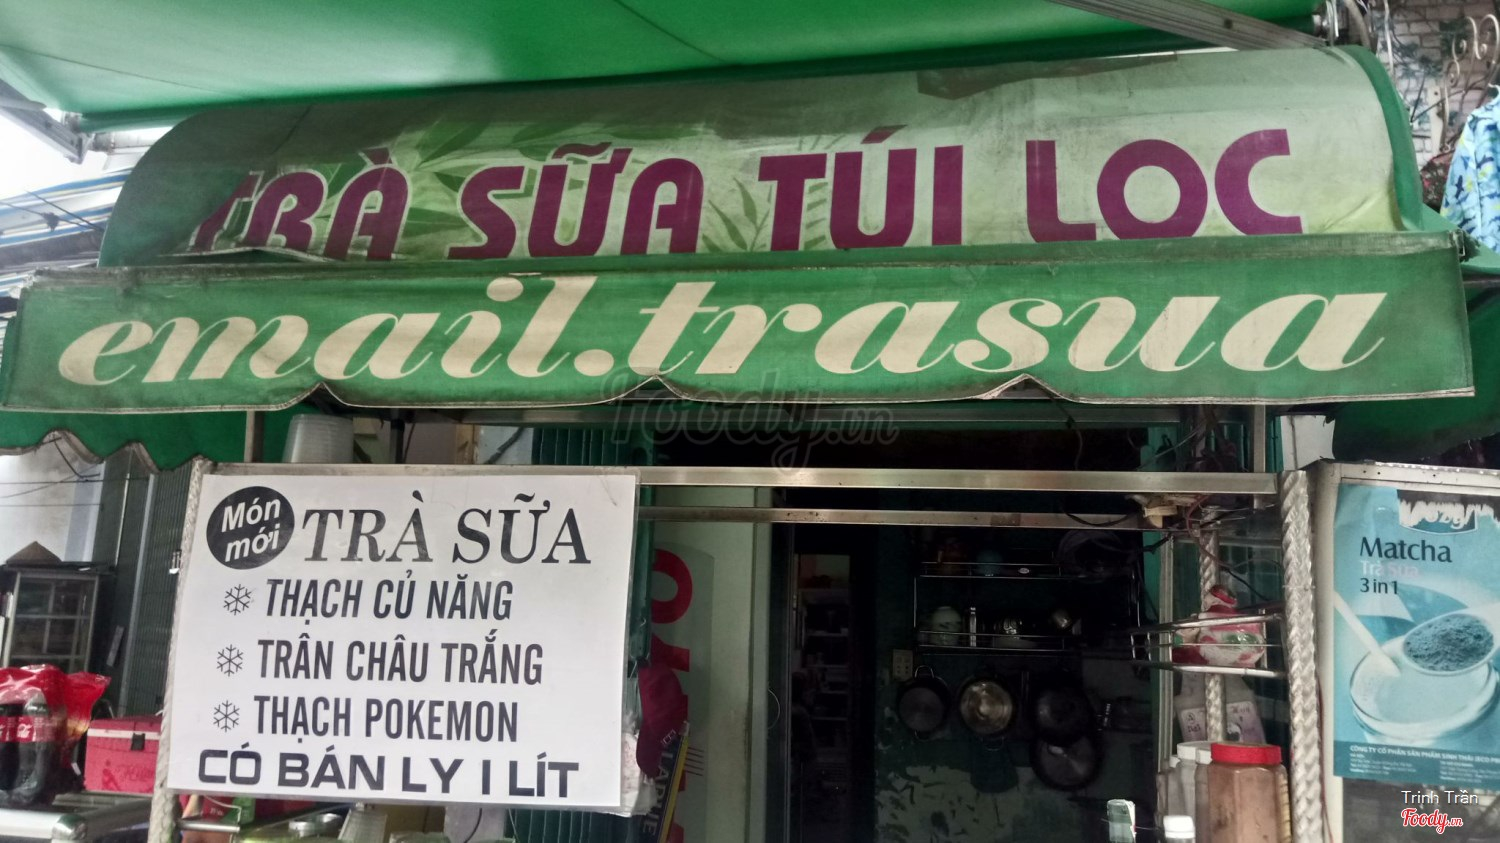 TRÀ SỮA TÚI LỌC
email.trasua
Foody.vn
Món mới
TRÀ SỮA
THẠCH CỦ NĂNG
TRÂN CHÂU TRẮNG
THẠCH POKEMON
CÓ BÁN LY 1 LÍT
Matcha
Trà sữa
3 in 1
Trinh Trần
Foody.vn